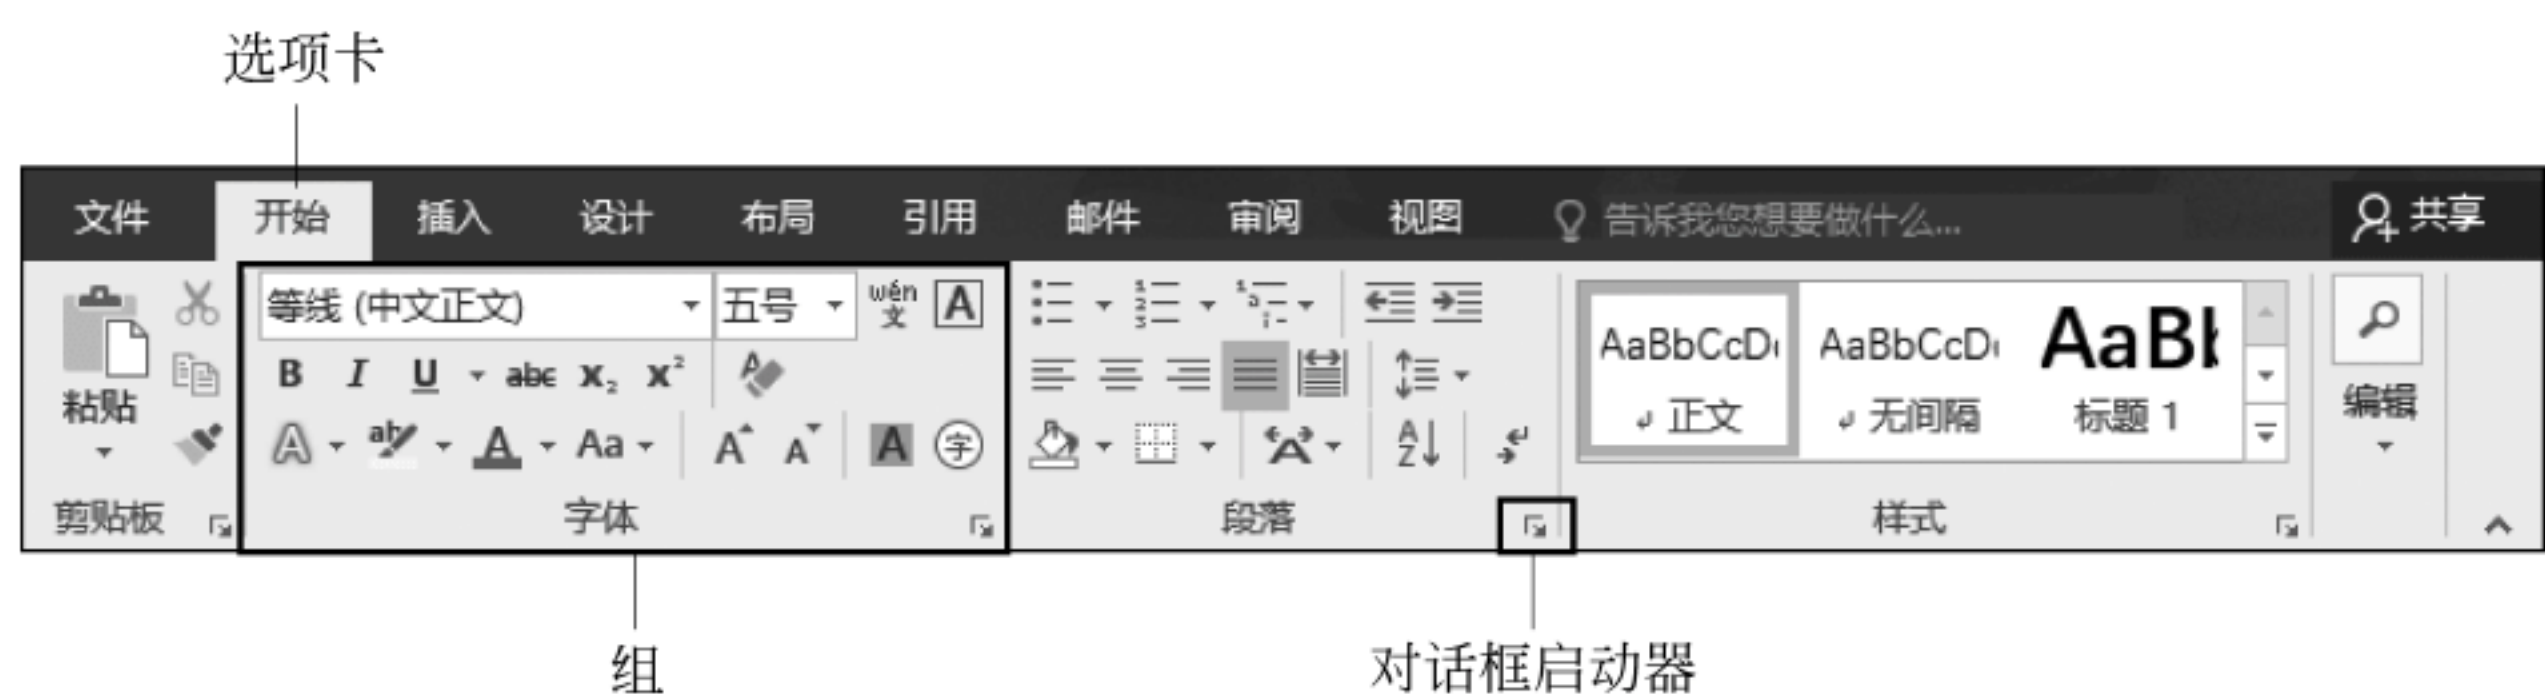 选项卡
文件 开始 插入 设计 布局 引用 邮件 审阅 视图 告诉我您想要做什么... 共享
等线 (中文正文) 五号 wén 文 A
B I U abc X₂ X² A
粘贴
A aby A Aa A A A 字 A Z
AaBbCcD AaBbCcD AaBb
正文 无间隔 标题 1
编辑
剪贴板 字体 段落 样式
组 对话框启动器